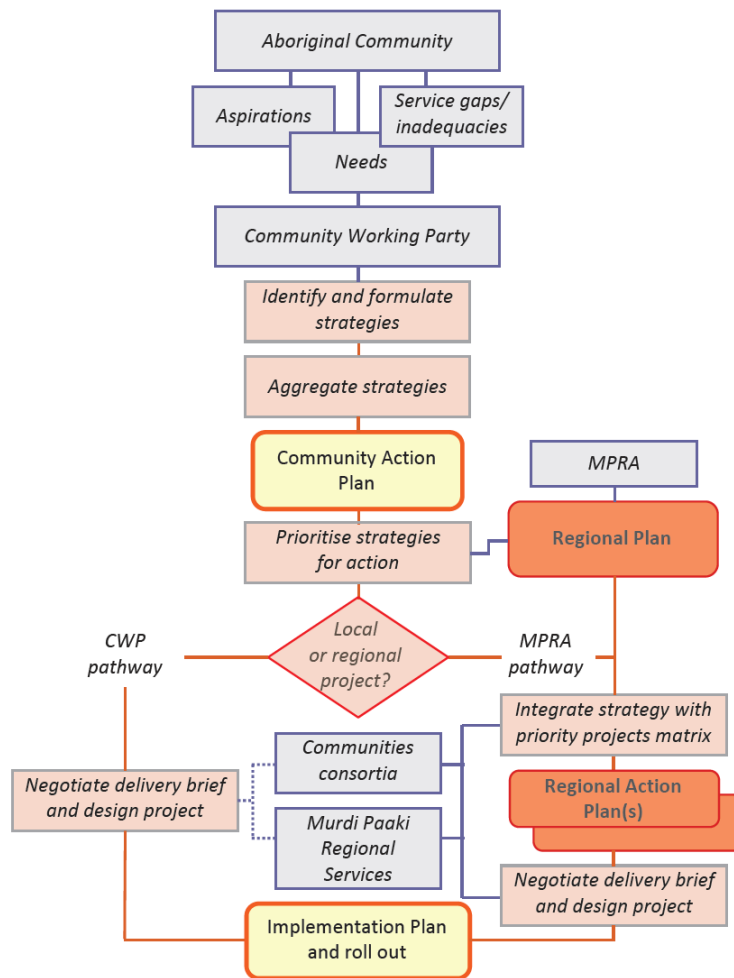 Aboriginal Community
Aspirations
Service gaps/
inadequacies
Needs
Community Working Party
Identify and formulate
strategies
Aggregate strategies
Community Action
Plan
MPRA
Prioritise strategies
for action
Regional Plan
CWP
pathway
Local
or regional
project?
MPRA
pathway
Integrate strategy with
priority projects matrix
Communities
consortia
Negotiate delivery brief
and design project
Regional Action
Plan(s)
Murdi Paaki
Regional
Services
Negotiate delivery brief
and design project
Implementation Plan
and roll out